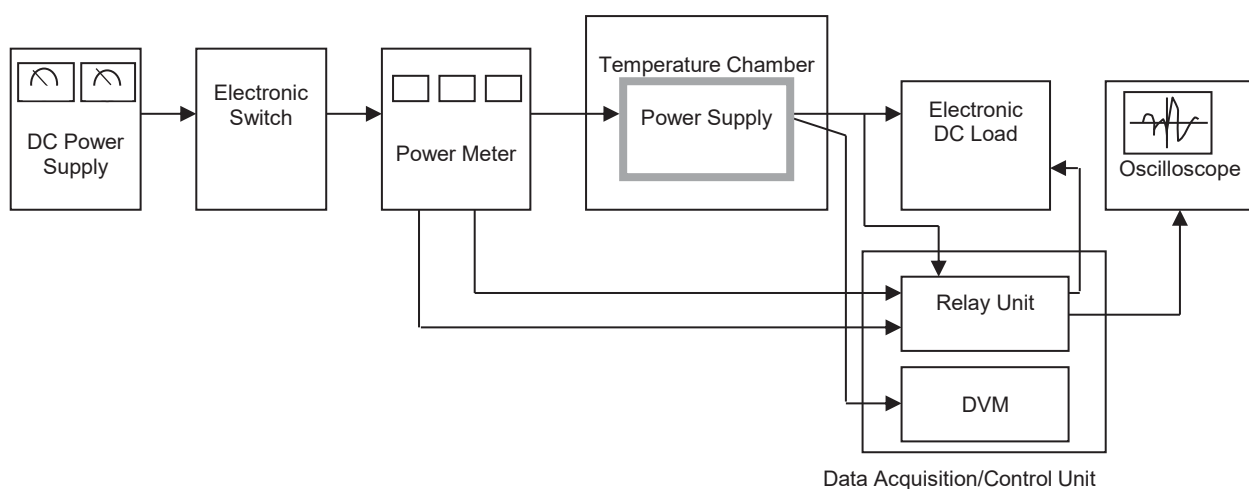 DC Power
Supply
Electronic
Switch
Power Meter
Temperature Chamber
Power Supply
Electronic
DC Load
Oscilloscope
Relay Unit
DVM
Data Acquisition/Control Unit